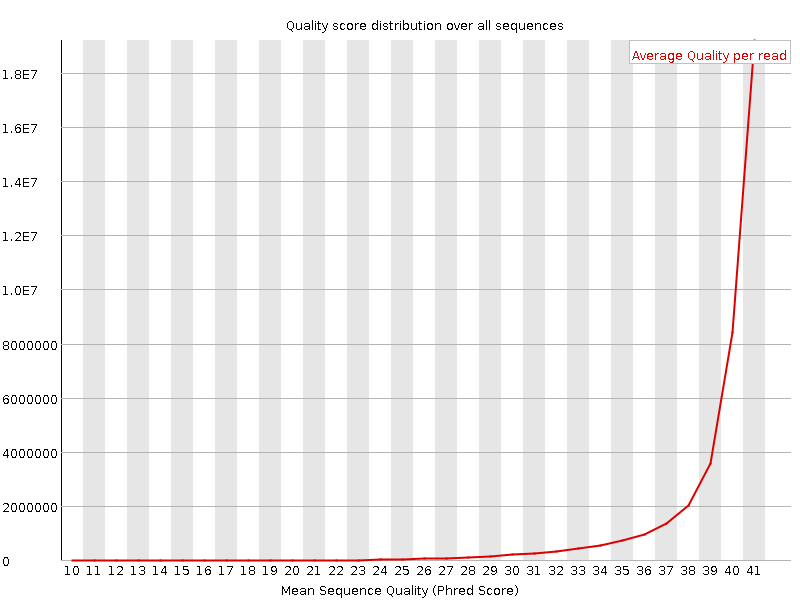 Quality score distribution over all sequences
Average Quality per read
1.8E7
1.6E7
1.4E7
1.2E7
1.0E7
8000000
6000000
4000000
2000000
0
10 11 12 13 14 15 16 17 18 19 20 21 22 23 24 25 26 27 28 29 30 31 32 33 34 35 36 37 38 39 40 41
Mean Sequence Quality (Phred Score)